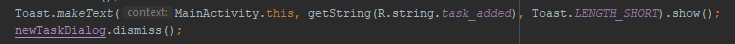 Toast.makeText( context: MainActivity.this, getString(R.string.task_added), Toast.LENGTH_SHORT).show();
newTaskDialog.dismiss();